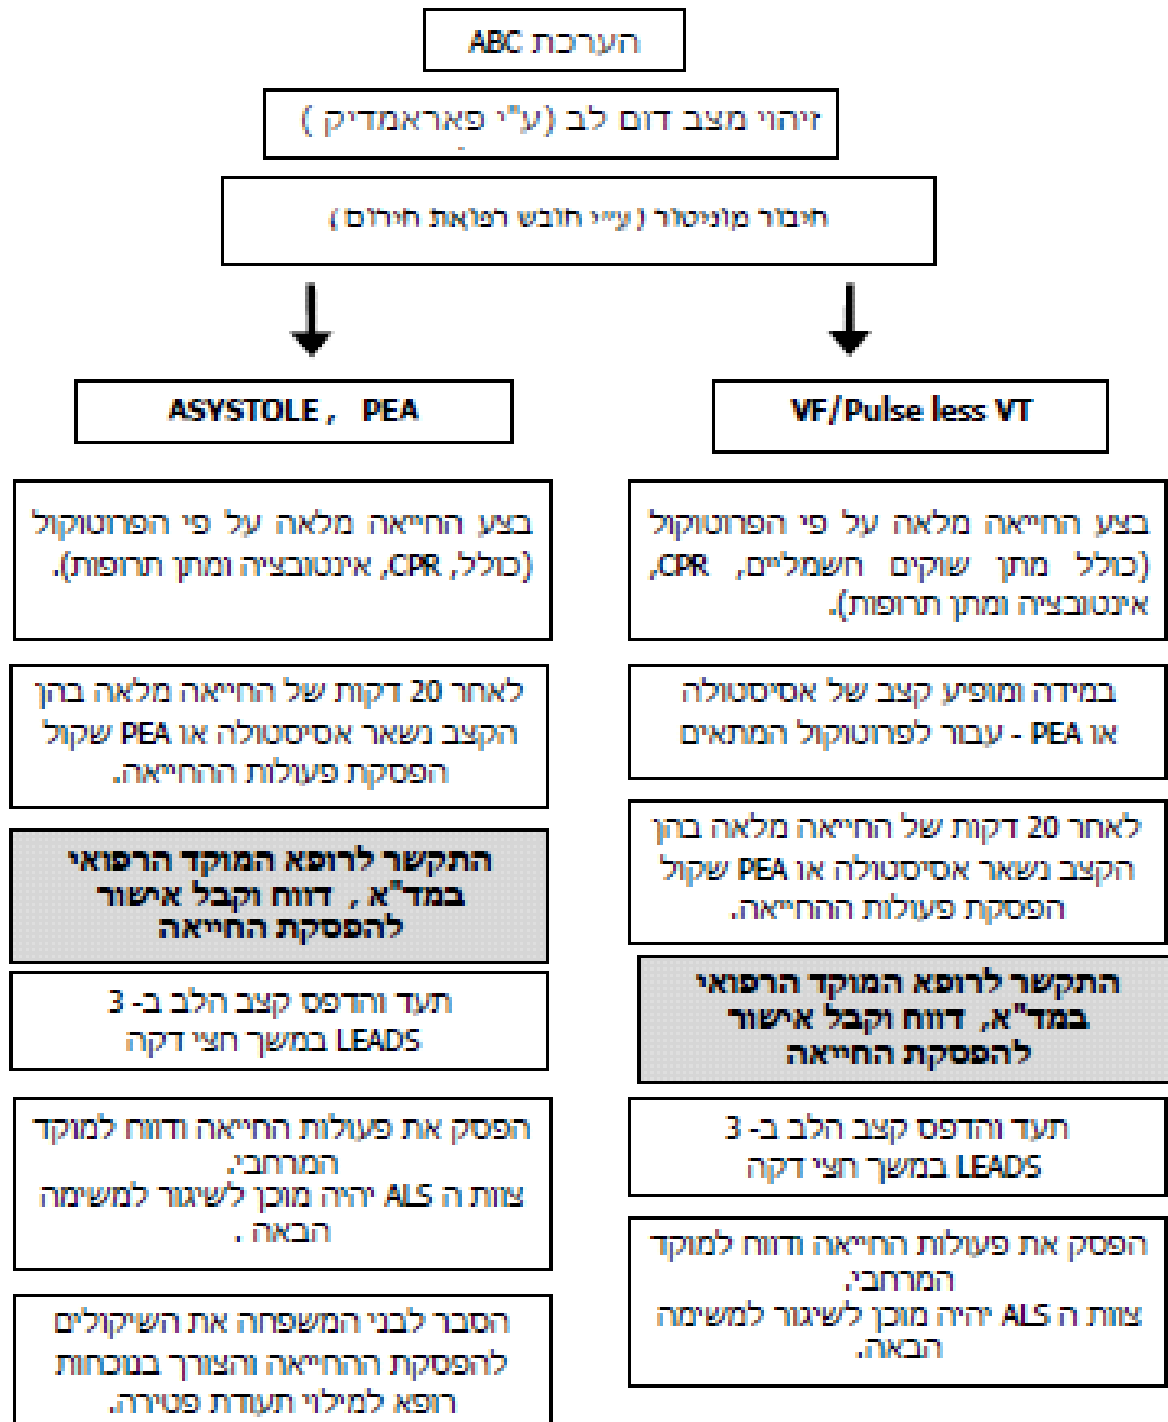 הערכת ABC
זיהוי מצב דום לב (ע"י פאראמדיק )
חיבור מוניטור ( ע"י חובש רפואת חירום )
VF/Pulse less VT
בצע החייאה מלאה על פי הפרוטוקול
(כולל מתן שוקים חשמליים, CPR,
אינטובציה ומתן תרופות).
במידה ומופיע קצב של אסיסטולה
או PEA - עבור לפרוטוקול המתאים
לאחר 20 דקות של החייאה מלאה בהן
הקצב נשאר אסיסטולה או PEA שקול
הפסקת פעולות ההחייאה.
התקשר לרופא המוקד הרפואי
במד"א, דווח וקבל אישור
להפסקת החייאה
תעד והדפס קצב הלב ב- 3
LEADS במשך חצי דקה
הפסק את פעולות החייאה ודווח למוקד
המרחבי.
צוות ה ALS יהיה מוכן לשיגור למשימה
הבאה.
ASYSTOLE , PEA
בצע החייאה מלאה על פי הפרוטוקול
(כולל, CPR, אינטובציה ומתן תרופות).
לאחר 20 דקות של החייאה מלאה בהן
הקצב נשאר אסיסטולה או PEA שקול
הפסקת פעולות ההחייאה.
התקשר לרופא המוקד הרפואי
במד"א , דווח וקבל אישור
להפסקת החייאה
תעד והדפס קצב הלב ב- 3
LEADS במשך חצי דקה
הפסק את פעולות החייאה ודווח למוקד
המרחבי.
צוות ה ALS יהיה מוכן לשיגור למשימה
הבאה .
הסבר לבני המשפחה את השיקולים
להפסקת ההחייאה והצורך בנוכחות
רופא למילוי תעודת פטירה.